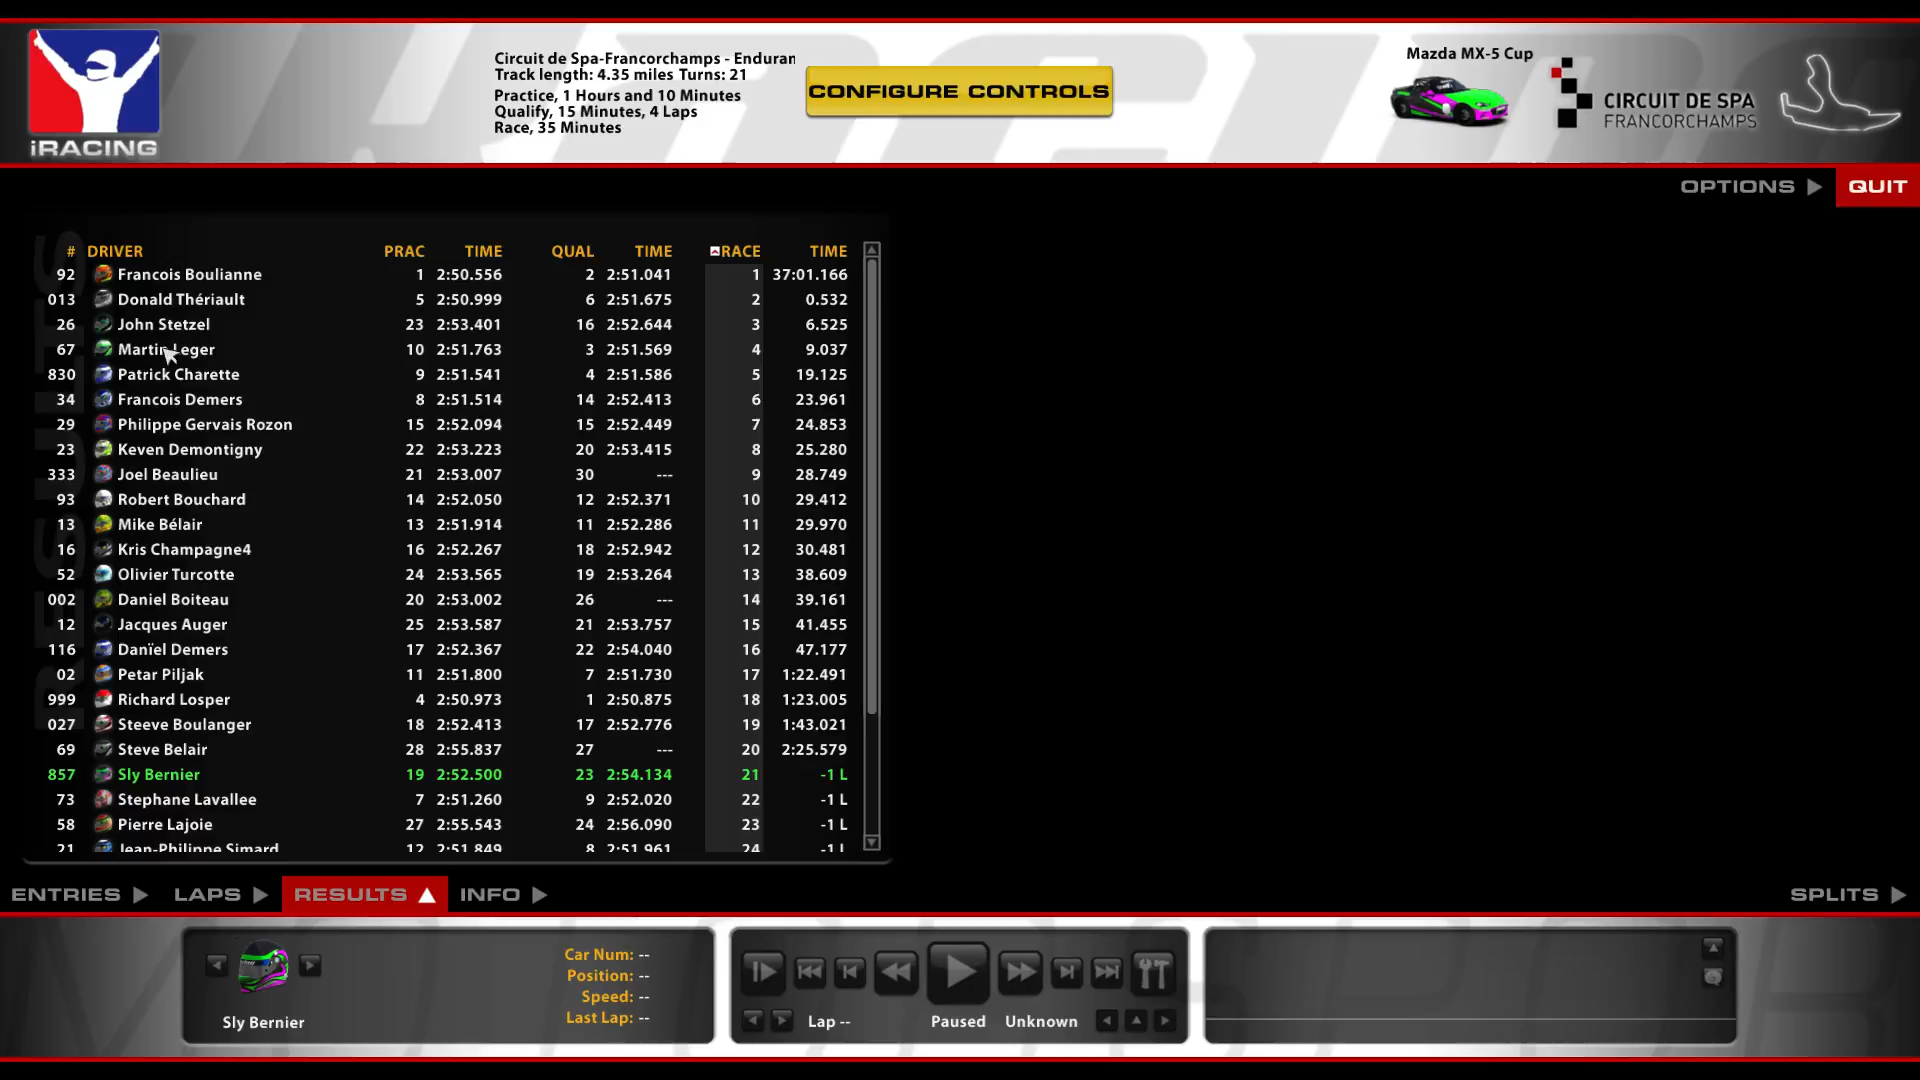 iRACING
Circuit de Spa-Francorchamps - Enduran
Track length: 4.35 miles Turns: 21
Practice, 1 Hours and 10 Minutes
Qualify, 15 Minutes, 4 Laps
Race, 35 Minutes
CONFIGURE CONTROLS
Mazda MX-5 Cup
CIRCUIT DE SPA
FRANCORCHAMPS
OPTIONS
QUIT
RESULTS
# DRIVER PRAC TIME QUAL TIME RACE TIME
92 Francois Boulianne 1 2:50.556 2 2:51.041 1 37:01.166
013 Donald Thériault 5 2:50.999 6 2:51.675 2 0.532
26 John Stetzel 23 2:53.401 16 2:52.644 3 6.525
67 Martin Leger 10 2:51.763 3 2:51.569 4 9.037
830 Patrick Charette 9 2:51.541 4 2:51.586 5 19.125
34 Francois Demers 8 2:51.514 14 2:52.413 6 23.961
29 Philippe Gervais Rozon 15 2:52.094 15 2:52.449 7 24.853
23 Keven Demontigny 22 2:53.223 20 2:53.415 8 25.280
333 Joel Beaulieu 21 2:53.007 30 --- 9 28.749
93 Robert Bouchard 14 2:52.050 12 2:52.371 10 29.412
13 Mike Bélair 13 2:51.914 11 2:52.286 11 29.970
16 Kris Champagne4 16 2:52.267 18 2:52.942 12 30.481
52 Olivier Turcotte 24 2:53.565 19 2:53.264 13 38.609
002 Daniel Boiteau 20 2:53.002 26 --- 14 39.161
12 Jacques Auger 25 2:53.587 21 2:53.757 15 41.455
116 Danïel Demers 17 2:52.367 22 2:54.040 16 47.177
02 Petar Piljak 11 2:51.800 7 2:51.730 17 1:22.491
999 Richard Losper 4 2:50.973 1 2:50.875 18 1:23.005
027 Steeve Boulanger 18 2:52.413 17 2:52.776 19 1:43.021
69 Steve Belair 28 2:55.837 27 --- 20 2:25.579
857 Sly Bernier 19 2:52.500 23 2:54.134 21 -1 L
73 Stephane Lavallee 7 2:51.260 9 2:52.020 22 -1 L
58 Pierre Lajoie 27 2:55.543 24 2:56.090 23 -1 L
21 Jean-Philippe Simard 12 2:51.849 8 2:51.961 24 -1 L
ENTRIES LAPS RESULTS INFO SPLITS
Sly Bernier
Car Num: --
Position: --
Speed: --
Last Lap: --
Lap -- Paused Unknown